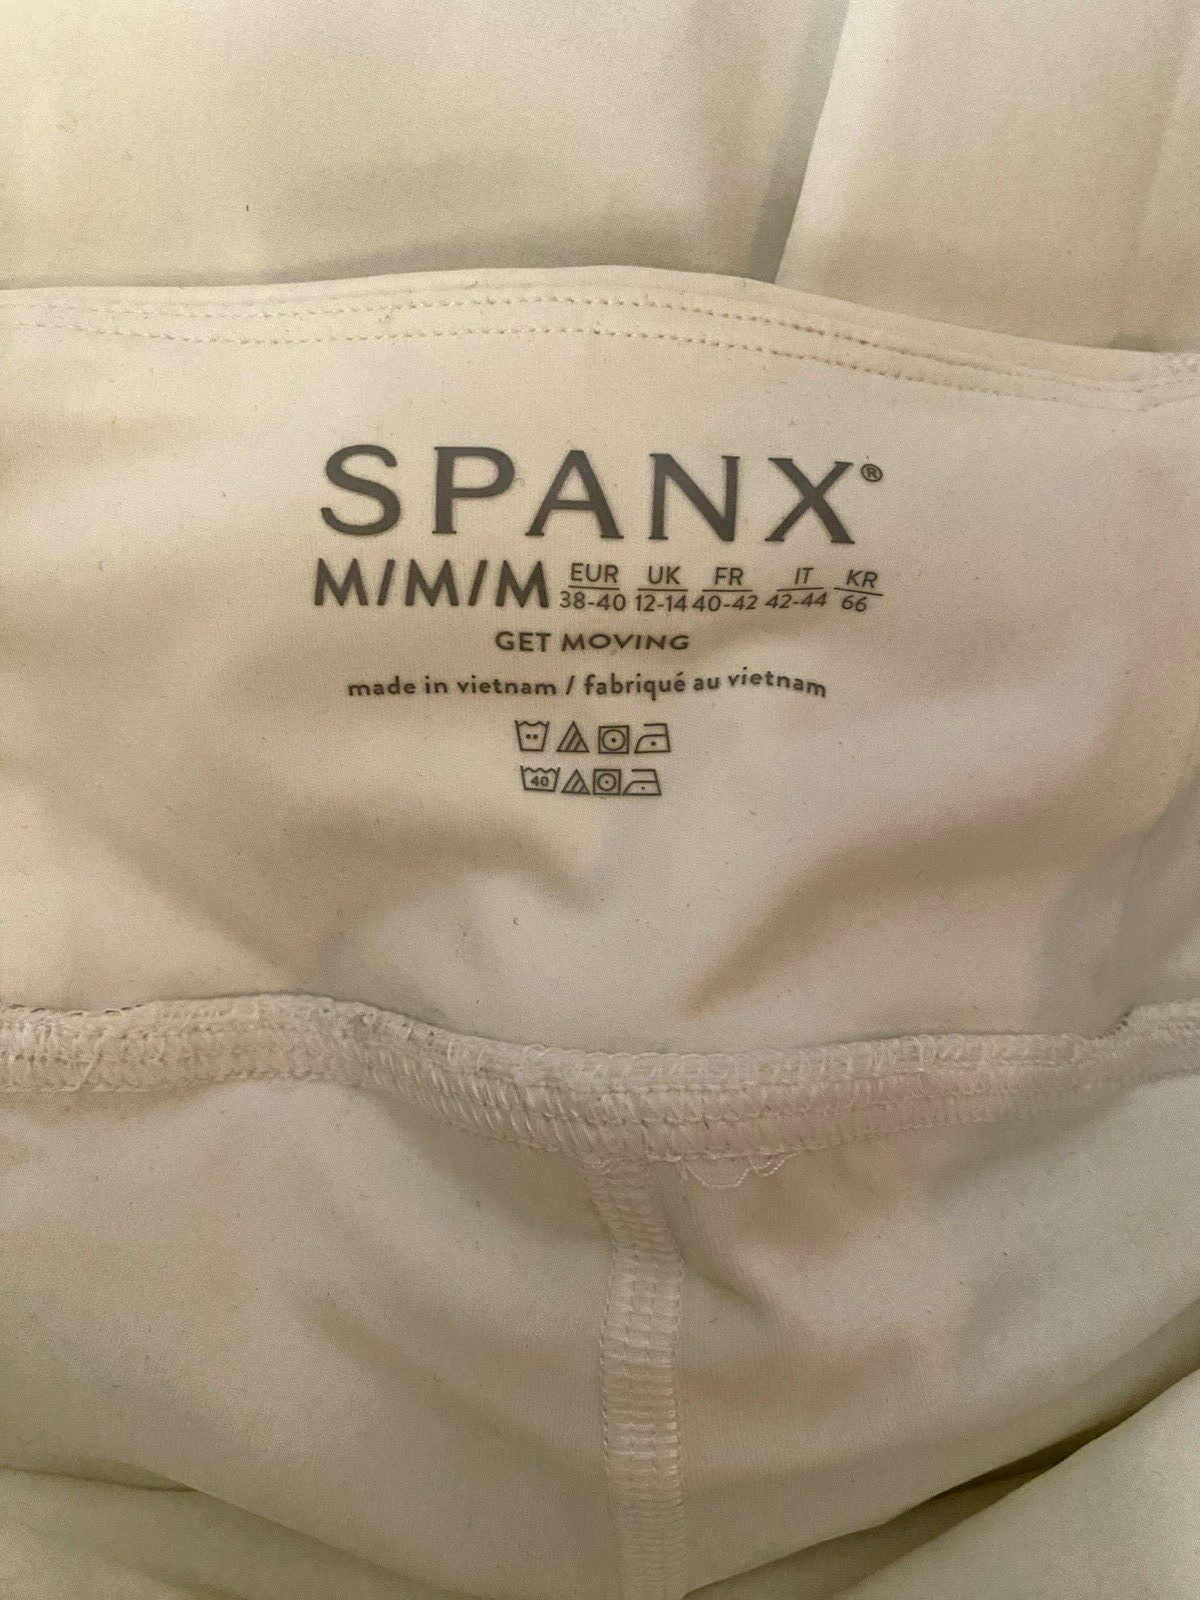 SPANX®
M/M/M EUR 38-40 UK 12-14 FR 40-42 IT 42-44 KR 66
GET MOVING
made in vietnam / fabriqué au vietnam
40